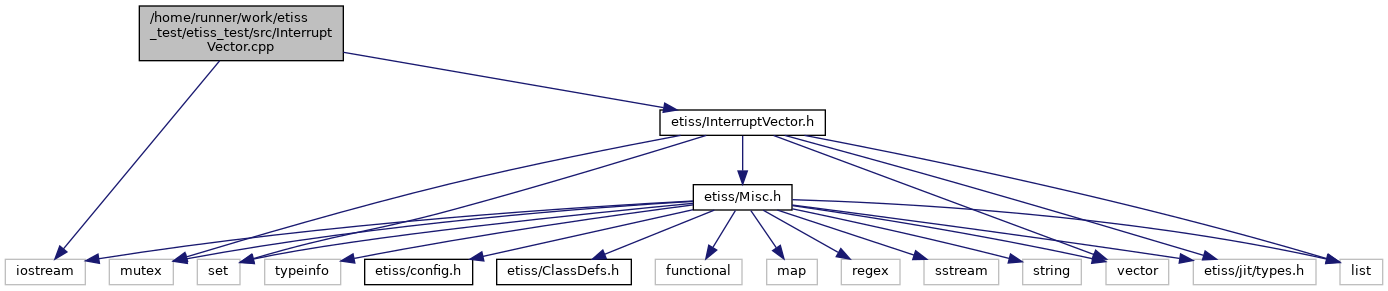 /home/runner/work/etiss
_test/etiss_test/src/Interrupt
Vector.cpp
etiss/InterruptVector.h
etiss/Misc.h
iostream
mutex
set
typeinfo
etiss/config.h
etiss/ClassDefs.h
functional
map
regex
sstream
string
vector
etiss/jit/types.h
list